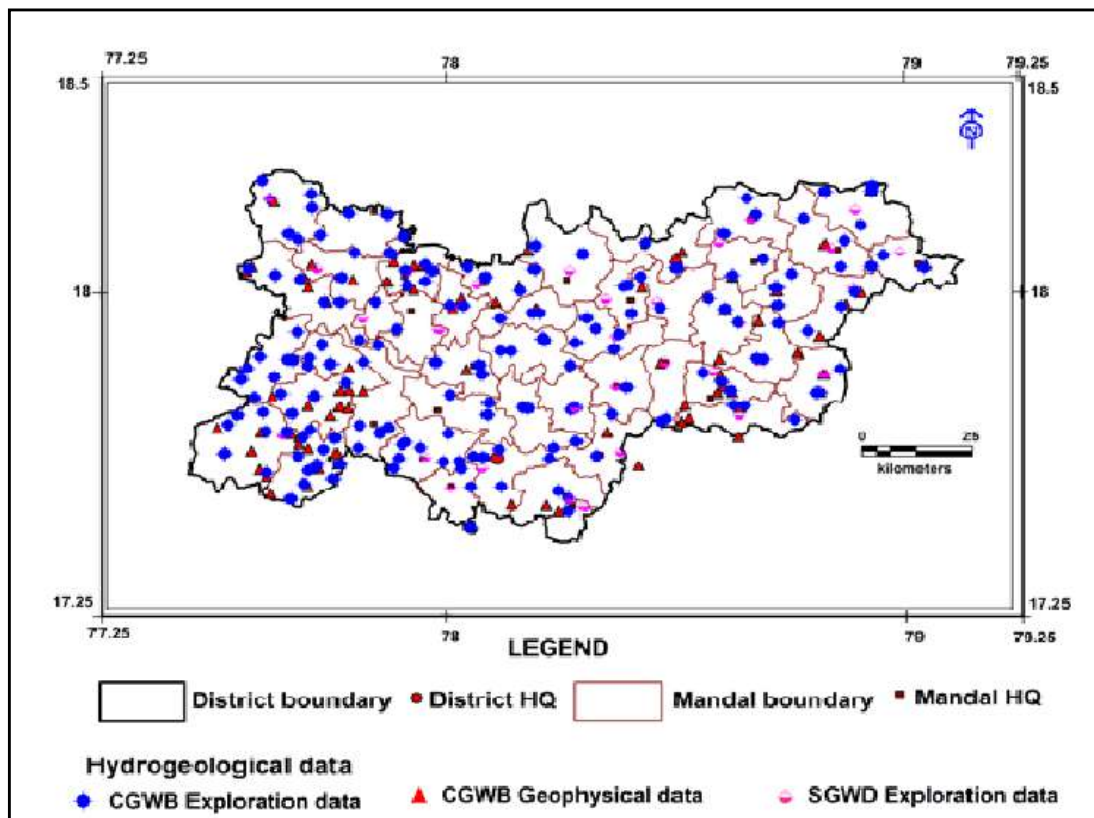 77.25 78 79 79.25
18.5 18.5
N
18 18
0 25
kilometers
17.25 17.25
77.25 78 79 79.25
LEGEND
District boundary District HQ Mandal boundary Mandal HQ
Hydrogeological data
CGWB Exploration data CGWB Geophysical data SGWD Exploration data